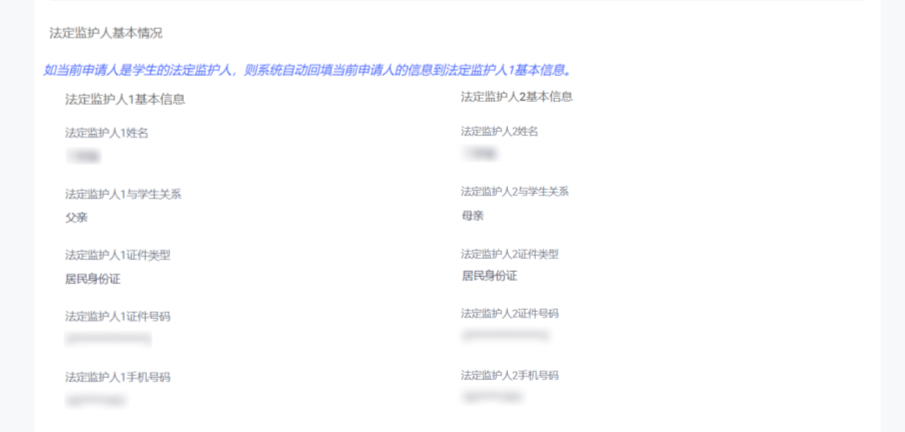 法定监护人基本情况
如当前申请人是学生的法定监护人，则系统自动回填当前申请人的信息到法定监护人1基本信息。
法定监护人1基本信息
法定监护人1姓名
法定监护人1与学生关系
父亲
法定监护人1证件类型
居民身份证
法定监护人1证件号码
法定监护人1手机号码
法定监护人2基本信息
法定监护人2姓名
法定监护人2与学生关系
母亲
法定监护人2证件类型
居民身份证
法定监护人2证件号码
法定监护人2手机号码